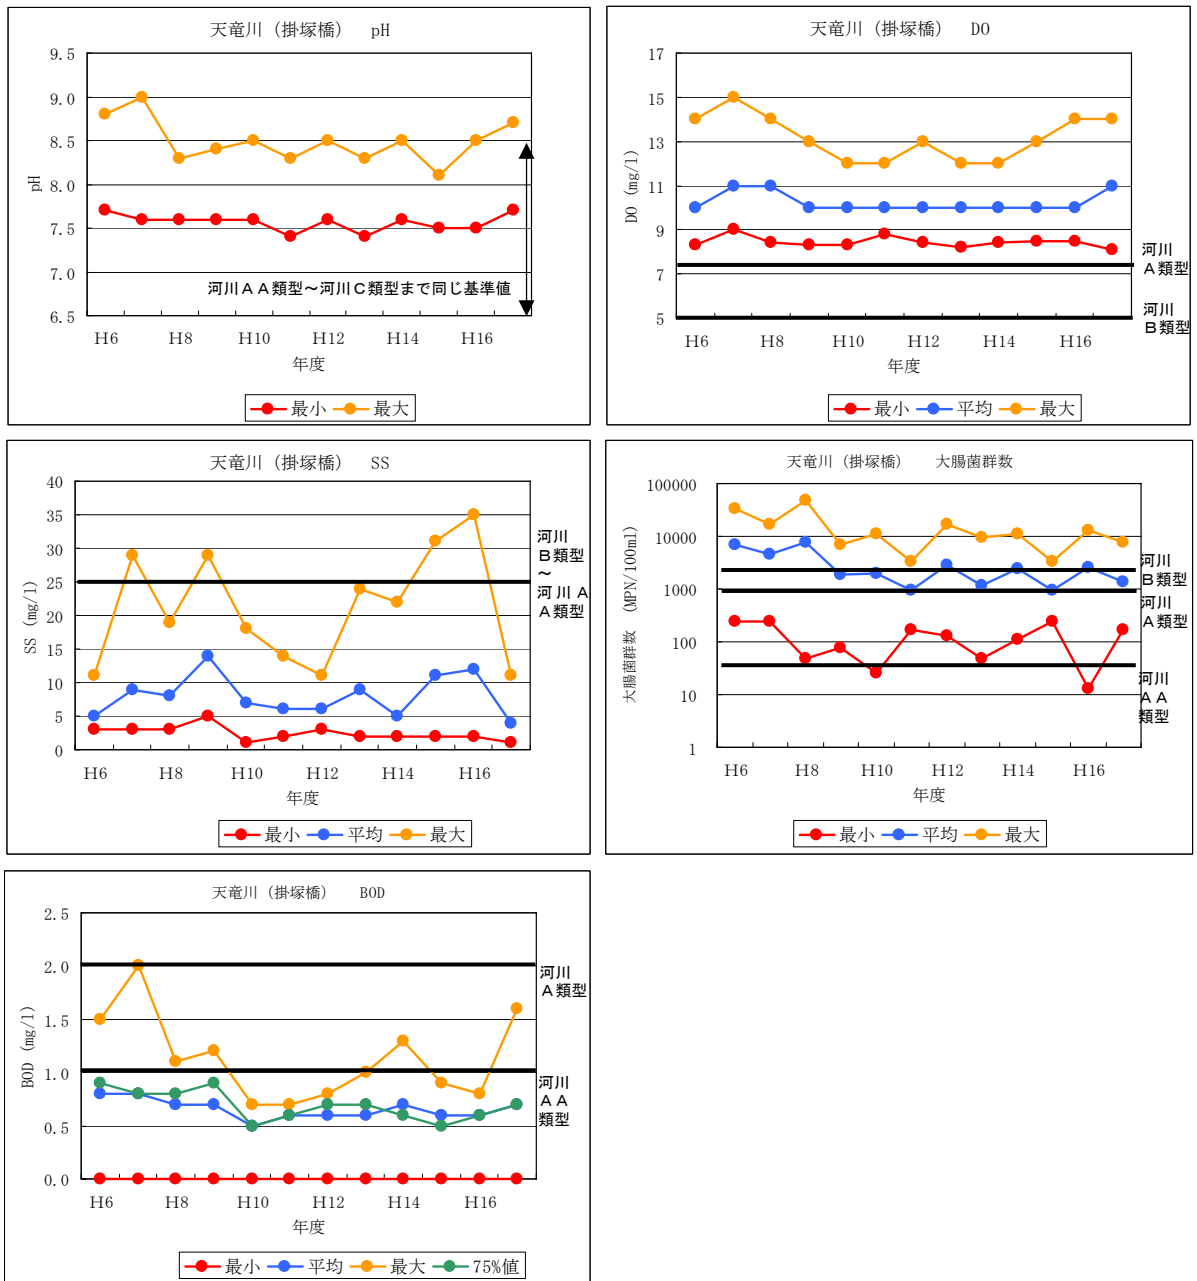 天竜川（掛塚橋）　pH
9.5
9.0
8.5
8.0
7.5
7.0
6.5
pH
河川ＡＡ類型～河川Ｃ類型まで同じ基準値
H6 H8 H10 H12 H14 H16
年度
最小 最大
天竜川（掛塚橋）　DO
17
15
13
11
9
7
5
DO (mg/l)
河川
Ａ類型
河川
Ｂ類型
H6 H8 H10 H12 H14 H16
年度
最小 平均 最大
天竜川（掛塚橋）　SS
40
35
30
25
20
15
10
5
0
SS (mg/l)
河川
Ｂ類型
～
河川Ａ
Ａ類型
H6 H8 H10 H12 H14 H16
年度
最小 平均 最大
天竜川（掛塚橋）　大腸菌群数
100000
10000
1000
100
10
1
大腸菌群数　(MPN/100ml)
河川
Ｂ類型
河川
Ａ類型
河川
ＡＡ
類型
H6 H8 H10 H12 H14 H16
年度
最小 平均 最大
天竜川（掛塚橋）　BOD
2.5
2.0
1.5
1.0
0.5
0.0
BOD (mg/l)
河川
Ａ類型
河川
ＡＡ
類型
H6 H8 H10 H12 H14 H16
年度
最小 平均 最大 75%値